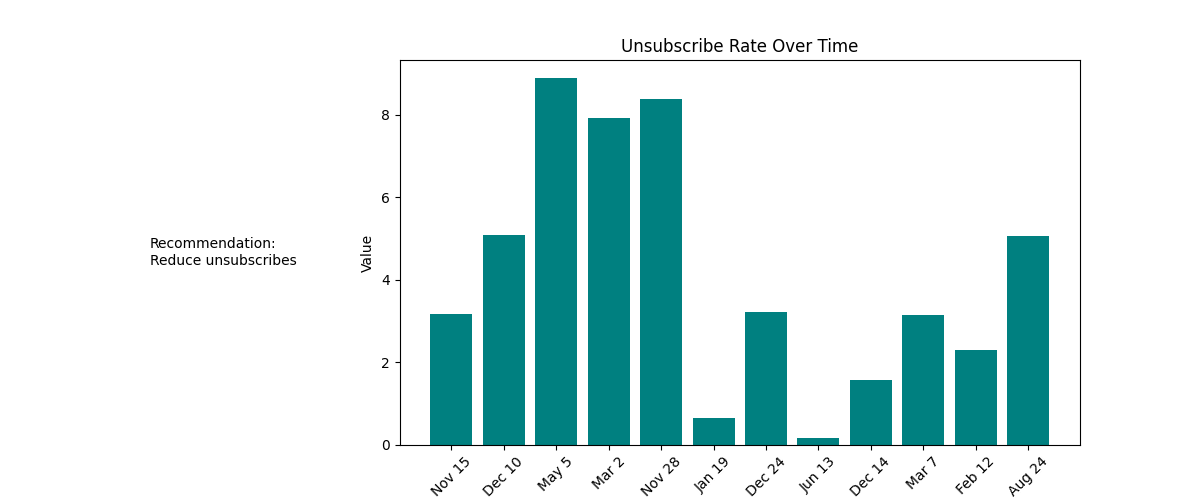 Unsubscribe Rate Over Time
Recommendation:
Reduce unsubscribes
Value
8
6
4
2
0
Nov 15
Dec 10
May 5
Mar 2
Nov 28
Jan 19
Dec 24
Jun 13
Dec 14
Mar 7
Feb 12
Aug 24